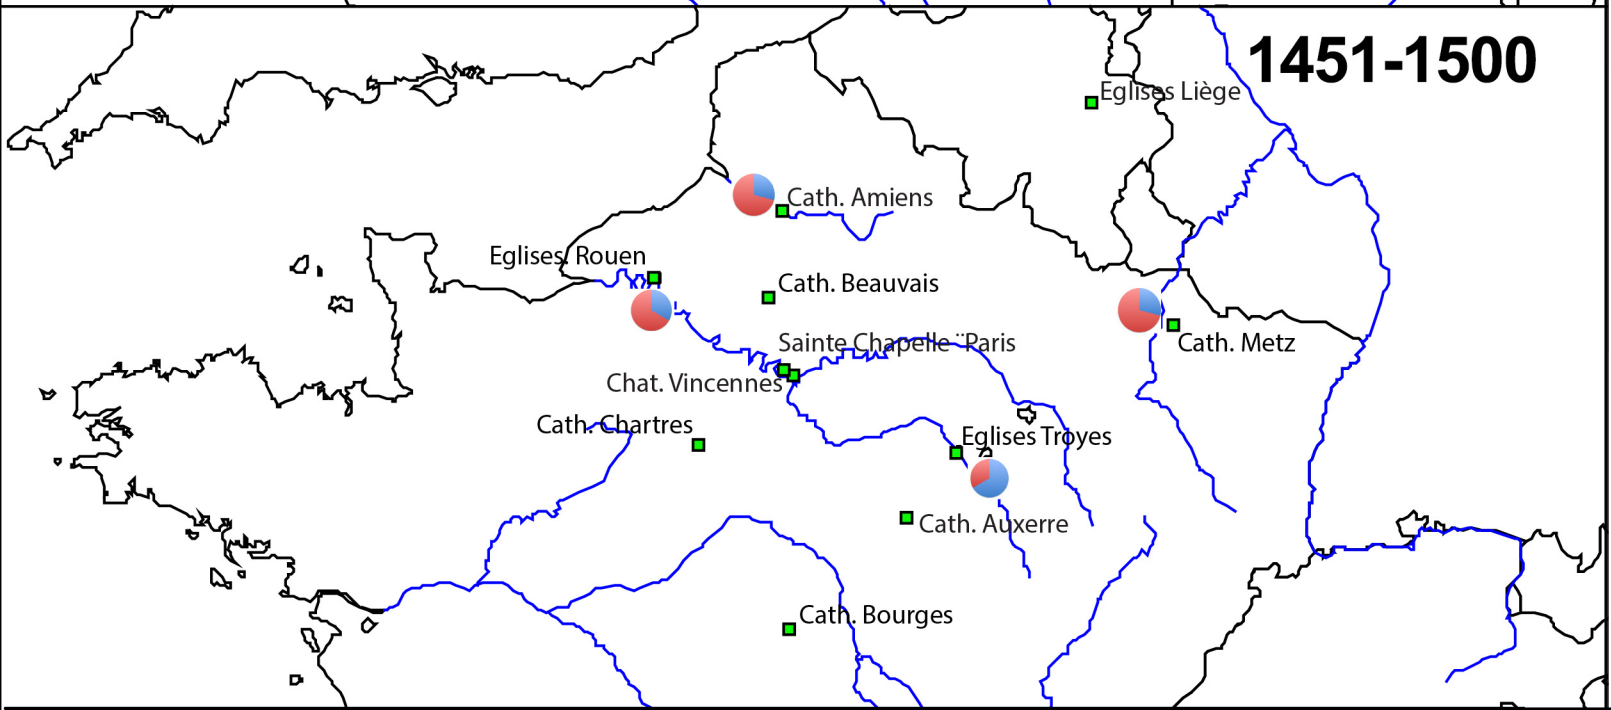 1451-1500
Eglises Liège
Cath. Amiens
Eglises Rouen
Cath. Beauvais
Sainte Chapelle ¨Paris
Cath. Metz
Chat. Vincennes
Cath. Chartres
Eglises Troyes
Cath. Auxerre
Cath. Bourges